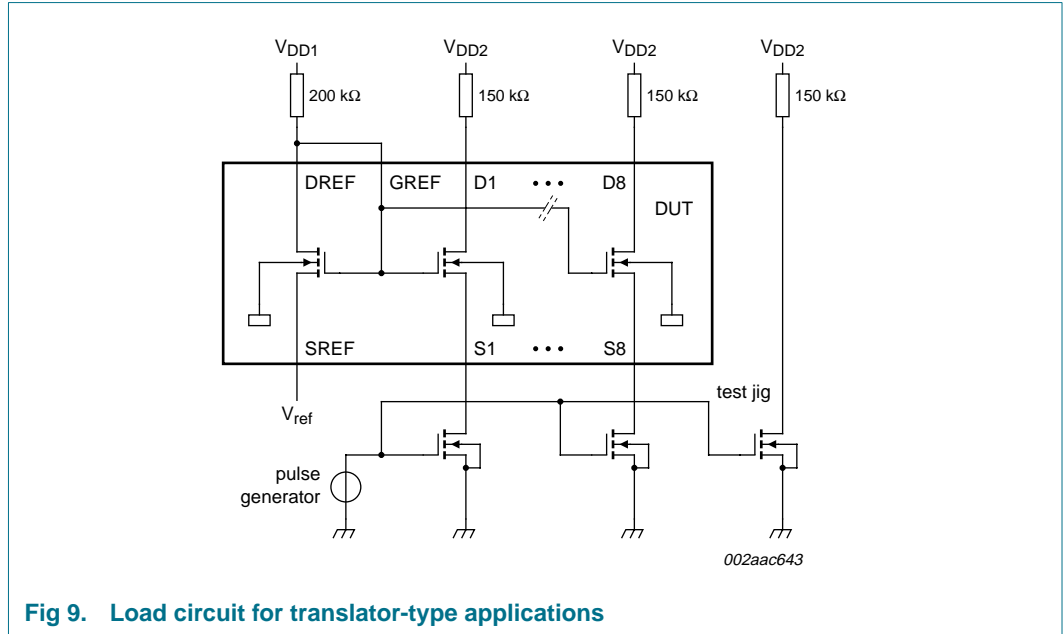 VDD1 VDD2 VDD2 VDD2
200 kΩ 150 kΩ 150 kΩ 150 kΩ
DREF GREF D1 • • • D8
DUT
SREF S1 • • • S8
test jig
Vref
pulse
generator
002aac643
Fig 9. Load circuit for translator-type applications